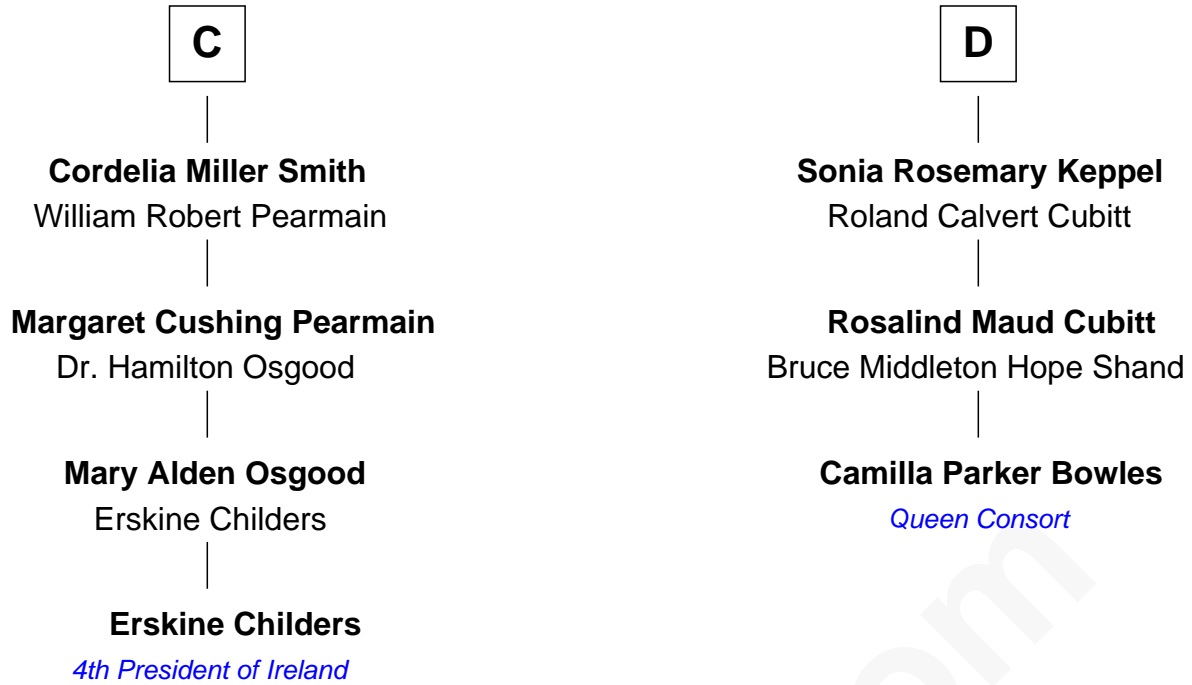 C
Cordelia Miller Smith
William Robert Pearmain
Margaret Cushing Pearmain
Dr. Hamilton Osgood
Mary Alden Osgood
Erskine Childers
Erskine Childers
4th President of Ireland
D
Sonia Rosemary Keppel
Roland Calvert Cubitt
Rosalind Maud Cubitt
Bruce Middleton Hope Shand
Camilla Parker Bowles
Queen Consort
om